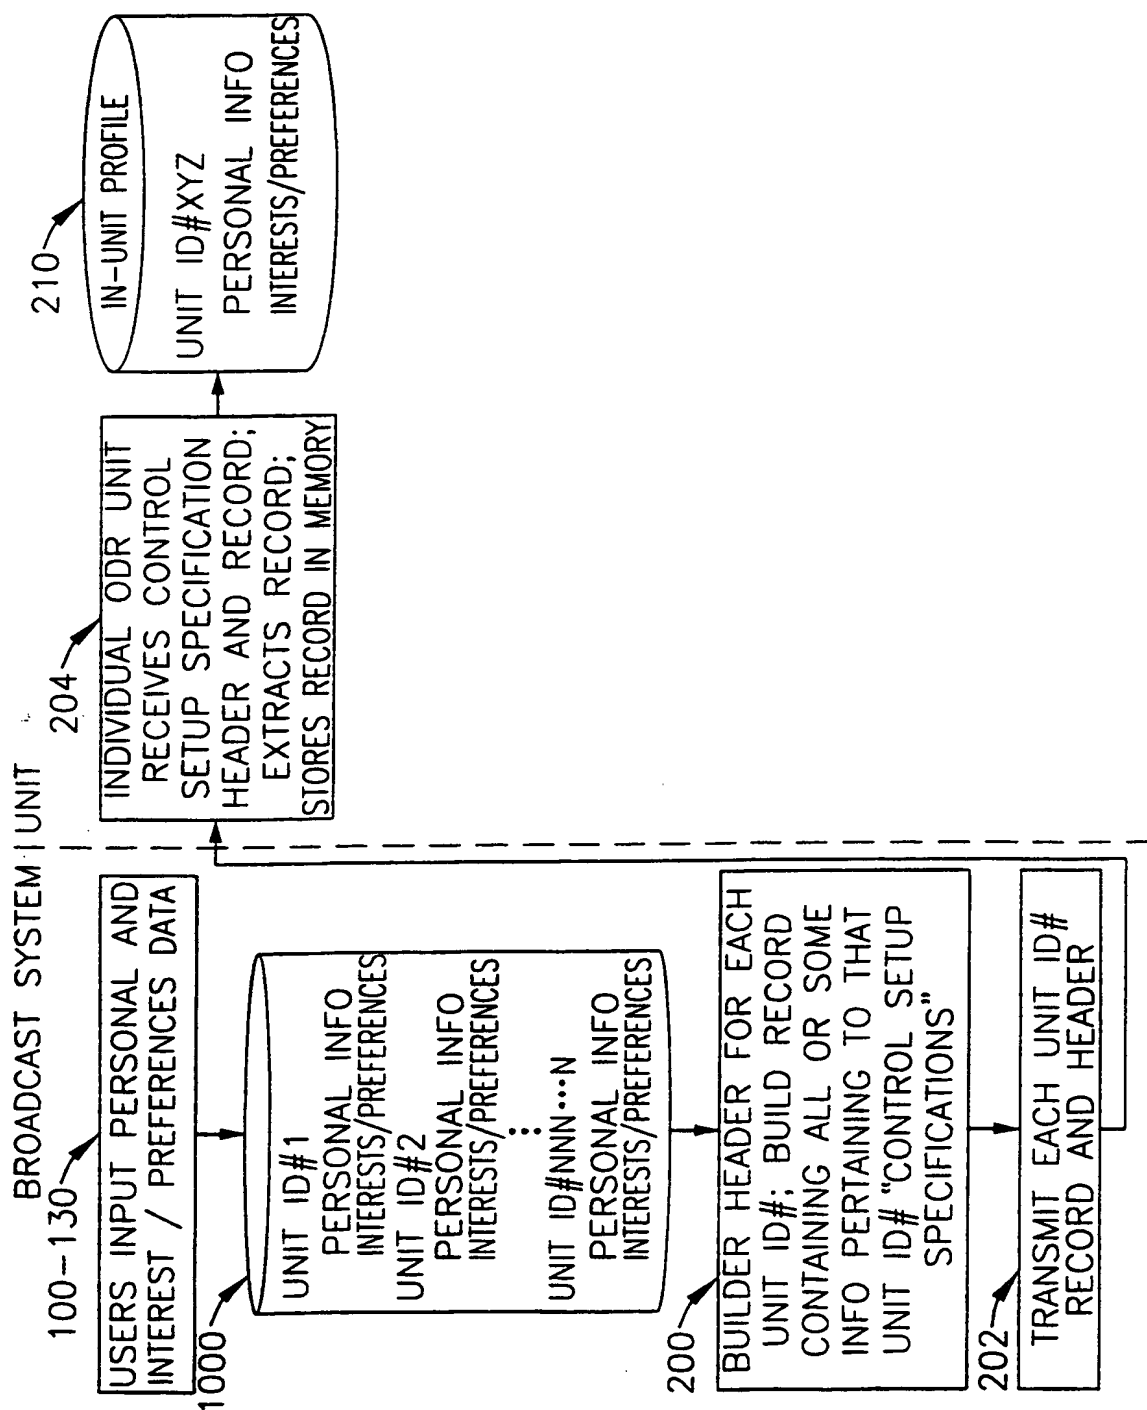 BROADCAST SYSTEM
UNIT
100-130
USERS INPUT PERSONAL AND
INTEREST / PREFERENCES DATA
1000
UNIT ID#1
PERSONAL INFO
INTERESTS/PREFERENCES
UNIT ID#2
PERSONAL INFO
INTERESTS/PREFERENCES
⋮
UNIT ID#NNN···N
PERSONAL INFO
INTERESTS/PREFERENCES
200
BUILDER HEADER FOR EACH
UNIT ID#; BUILD RECORD
CONTAINING ALL OR SOME
INFO PERTAINING TO THAT
UNIT ID# "CONTROL SETUP
SPECIFICATIONS"
202
TRANSMIT EACH UNIT ID#
RECORD AND HEADER
204
INDIVIDUAL ODR UNIT
RECEIVES CONTROL
SETUP SPECIFICATION
HEADER AND RECORD;
EXTRACTS RECORD;
STORES RECORD IN MEMORY
210
IN-UNIT PROFILE
UNIT ID#XYZ
PERSONAL INFO
INTERESTS/PREFERENCES